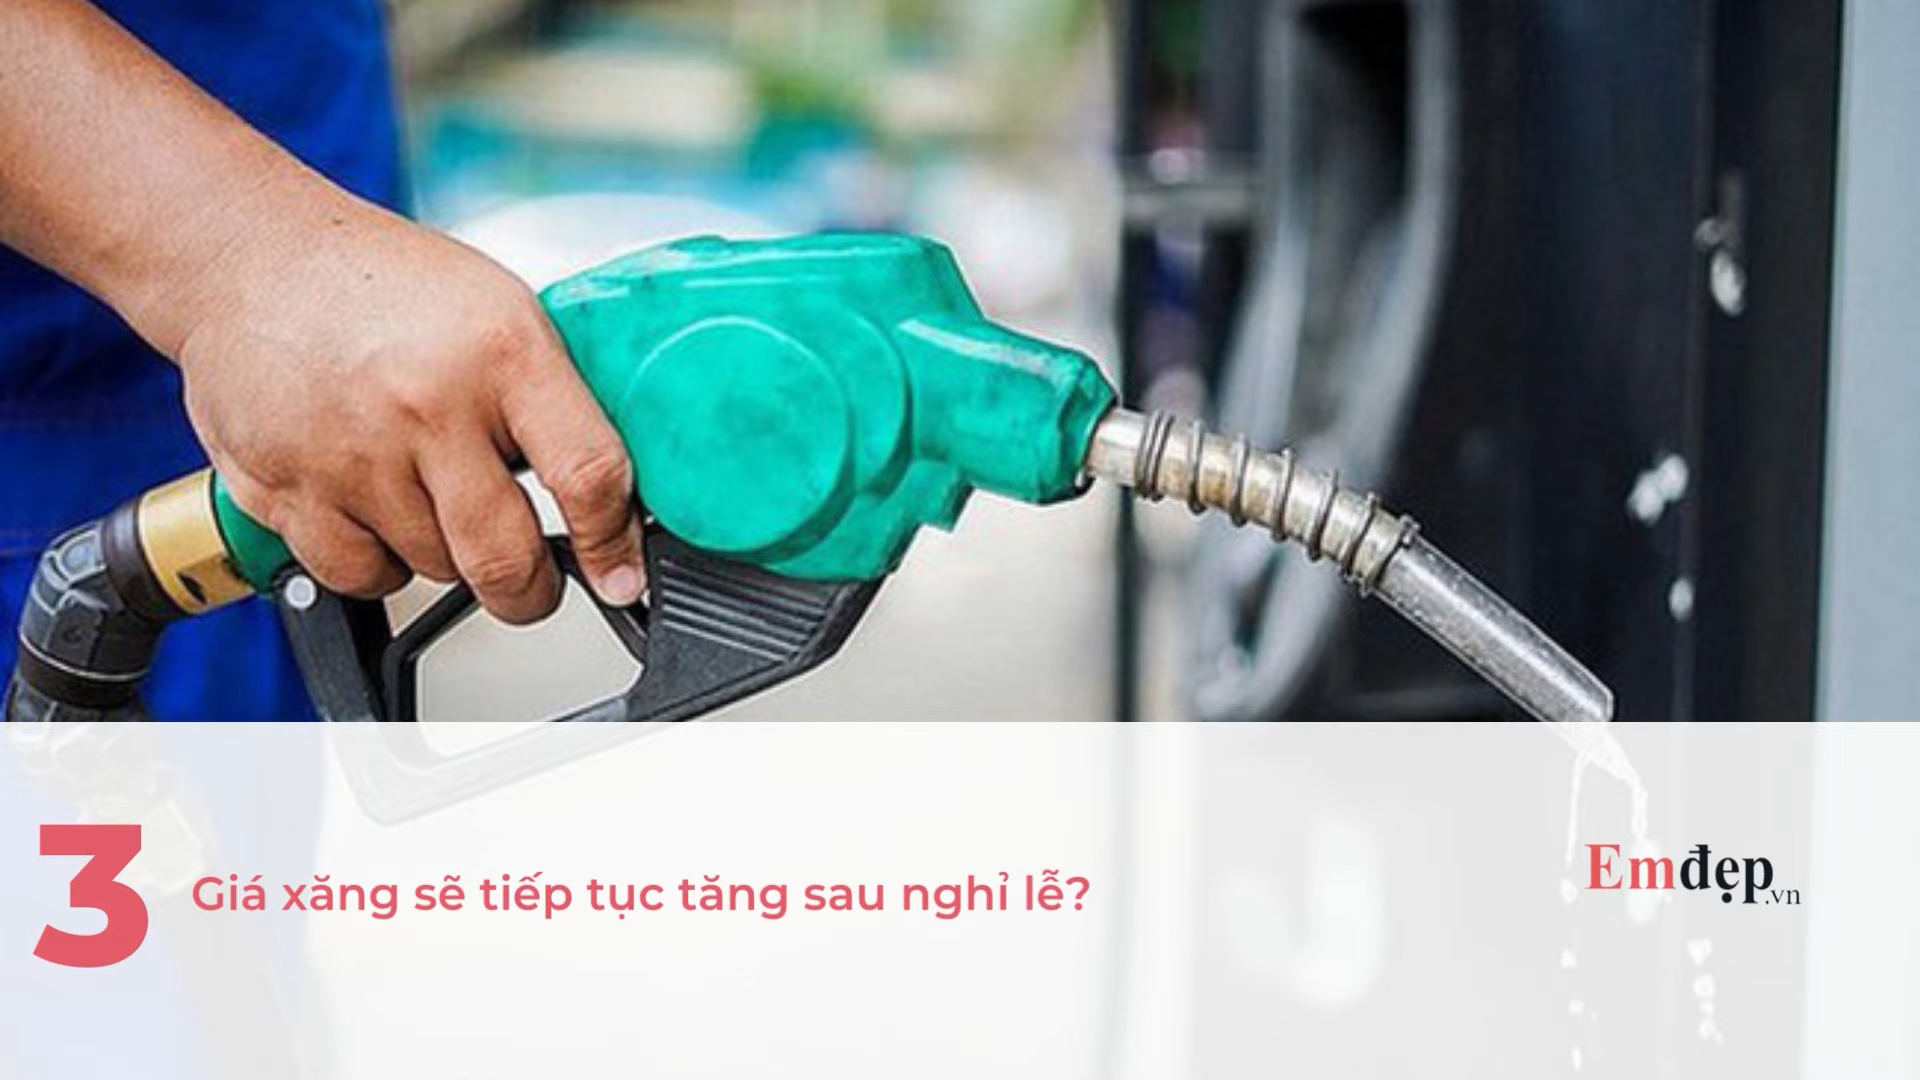 3
Giá xăng sẽ tiếp tục tăng sau nghỉ lễ?
Emđẹp.vn